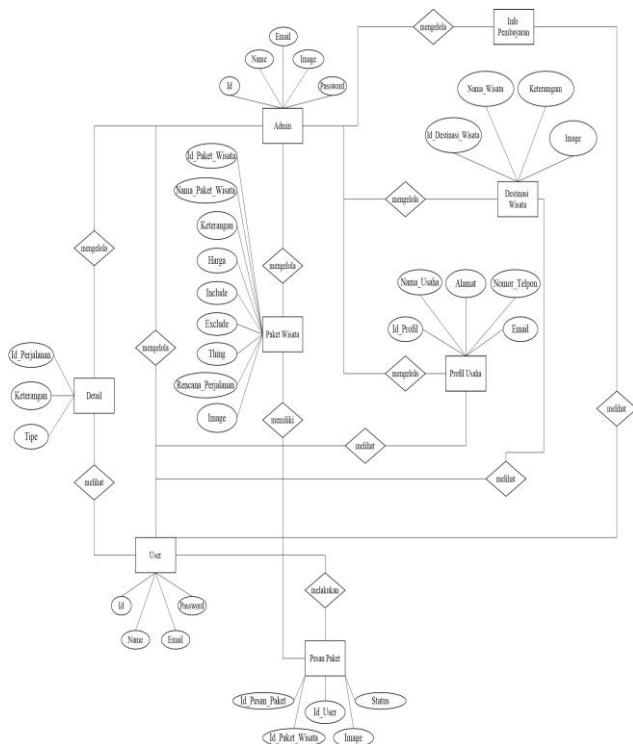 mengelola
Info
Pembayaran
Email
Name
Image
Id
Password
Admin
Nama_Wisata
Keterangan
Id_Destinasi_Wisata
Image
Destinasi
Wisata
mengelola
Id_Paket_Wisata
Nama_Paket_Wisata
Keterangan
Harga
Include
Exclude
Thing
Rencana_Perjalanan
Image
mengelola
Paket Wisata
memiliki
mengelola
mengelola
Nama_Usaha
Alamat
Nomor_Telpon
Id_Profil
Email
mengelola
Profil Usaha
Id_Perjalanan
Keterangan
Tipe
Detail
melihat
melihat
melihat
melihat
User
Id
Password
Name
Email
melakukan
Pesan Paket
Id_Pesan_Paket
Status
Id_User
Id_Paket_Wisata
Image